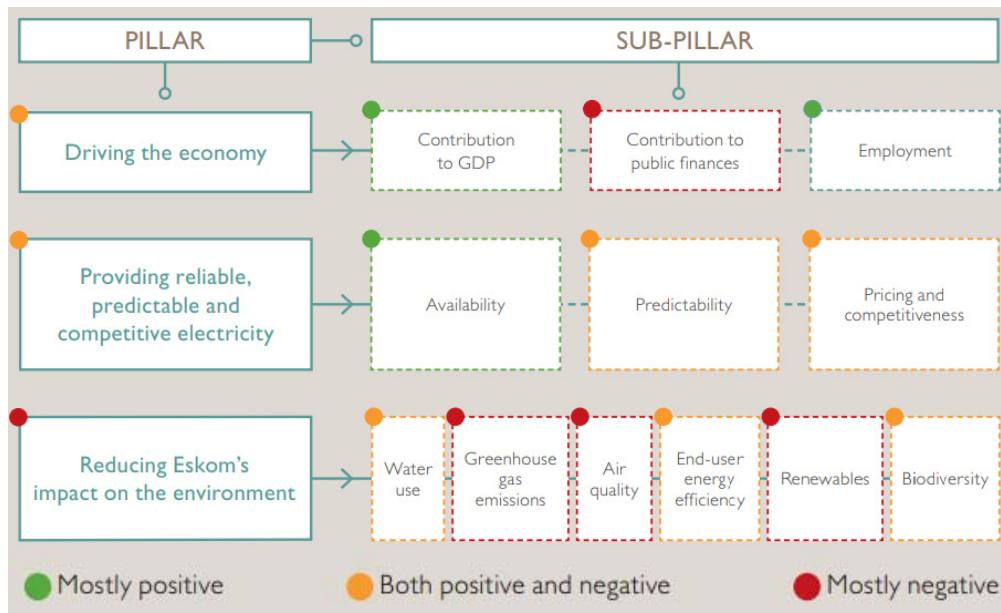 PILLAR
SUB-PILLAR
Driving the economy
Contribution
to GDP
Contribution to
public finances
Employment
Providing reliable,
predictable and
competitive electricity
Availability
Predictability
Pricing and
competitiveness
Reducing Eskom's
impact on the environment
Water
use
Greenhouse
gas
emissions
Air
quality
End-user
energy
efficiency
Renewables
Biodiversity
Mostly positive
Both positive and negative
Mostly negative